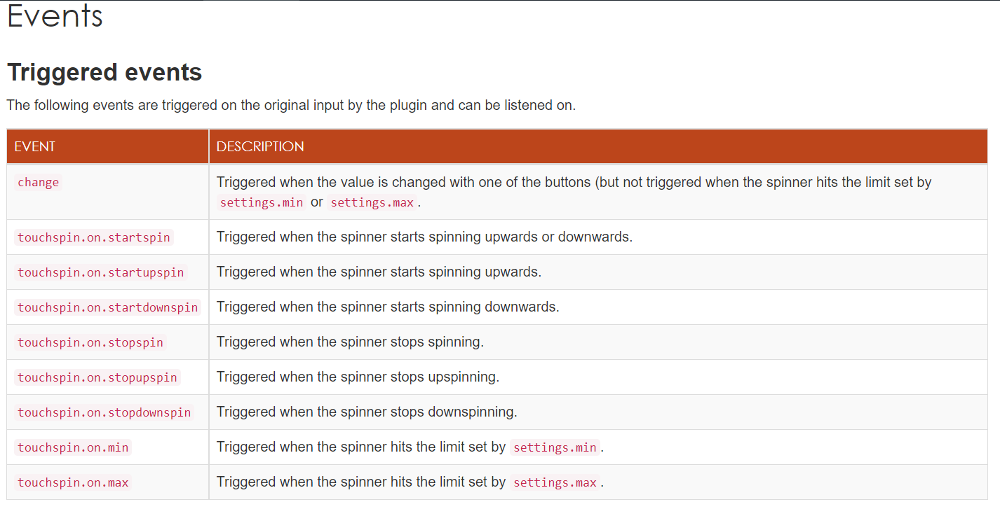 Events
Triggered events
The following events are triggered on the original input by the plugin and can be listened on.
EVENT DESCRIPTION
change Triggered when the value is changed with one of the buttons (but not triggered when the spinner hits the limit set by
settings.min or settings.max .
touchspin.on.startspin Triggered when the spinner starts spinning upwards or downwards.
touchspin.on.startupspin Triggered when the spinner starts spinning upwards.
touchspin.on.startdownspin Triggered when the spinner starts spinning downwards.
touchspin.on.stopspin Triggered when the spinner stops spinning.
touchspin.on.stopupspin Triggered when the spinner stops upspinning.
touchspin.on.stopdownspin Triggered when the spinner stops downspinning.
touchspin.on.min Triggered when the spinner hits the limit set by settings.min .
touchspin.on.max Triggered when the spinner hits the limit set by settings.max .